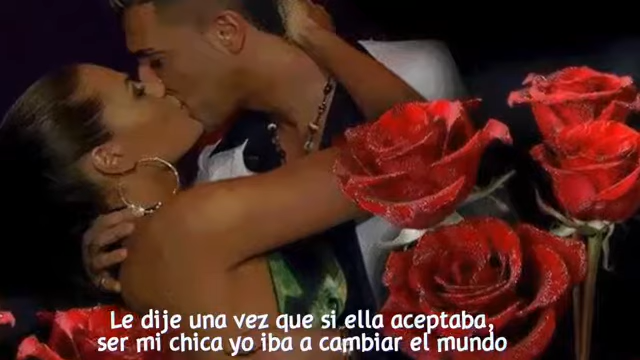 Le dije una vez que si ella aceptaba,
ser mi chica yo iba a cambiar el mundo